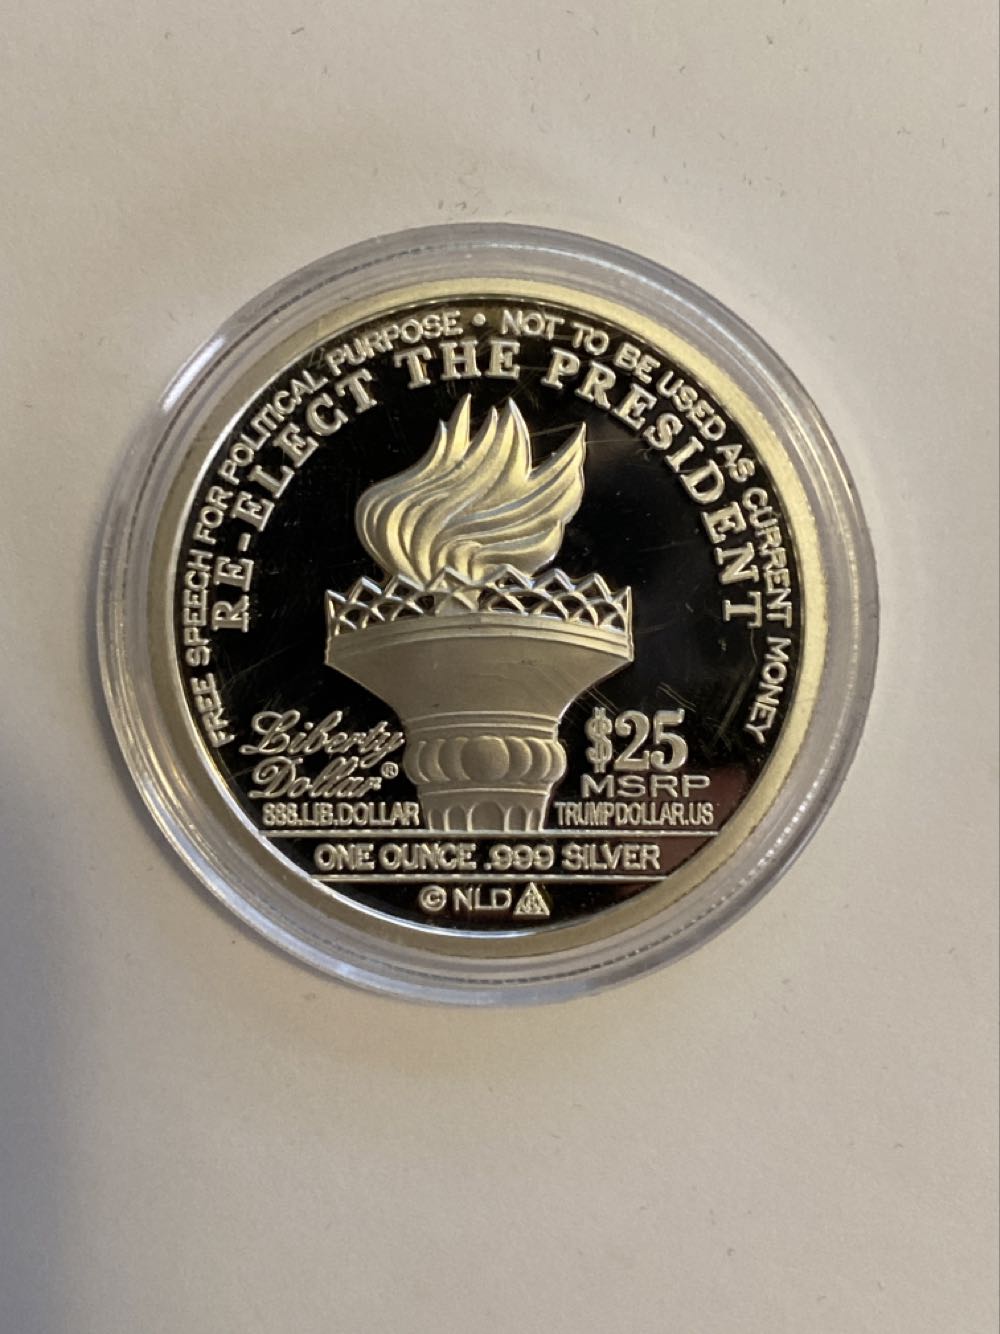 FREE SPEECH FOR POLITICAL PURPOSE • NOT TO BE USED AS CURRENT MONEY
RE-ELECT THE PRESIDENT
Liberty
Dollar®
888.LIB.DOLLAR
$25
MSRP
TRUMPDOLLAR.US
ONE OUNCE .999 SILVER
© NLD